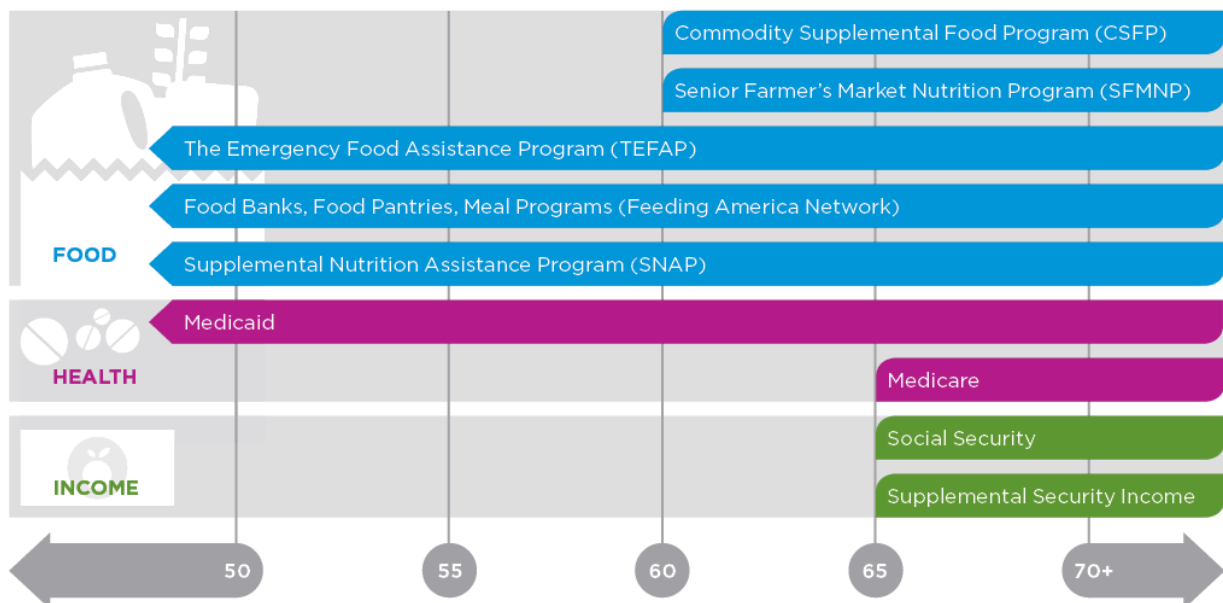 Commodity Supplemental Food Program (CSFP)
Senior Farmer's Market Nutrition Program (SFMNP)
The Emergency Food Assistance Program (TEFAP)
Food Banks, Food Pantries, Meal Programs (Feeding America Network)
FOOD
Supplemental Nutrition Assistance Program (SNAP)
Medicaid
HEALTH
Medicare
Social Security
INCOME
Supplemental Security Income
50 55 60 65 70+